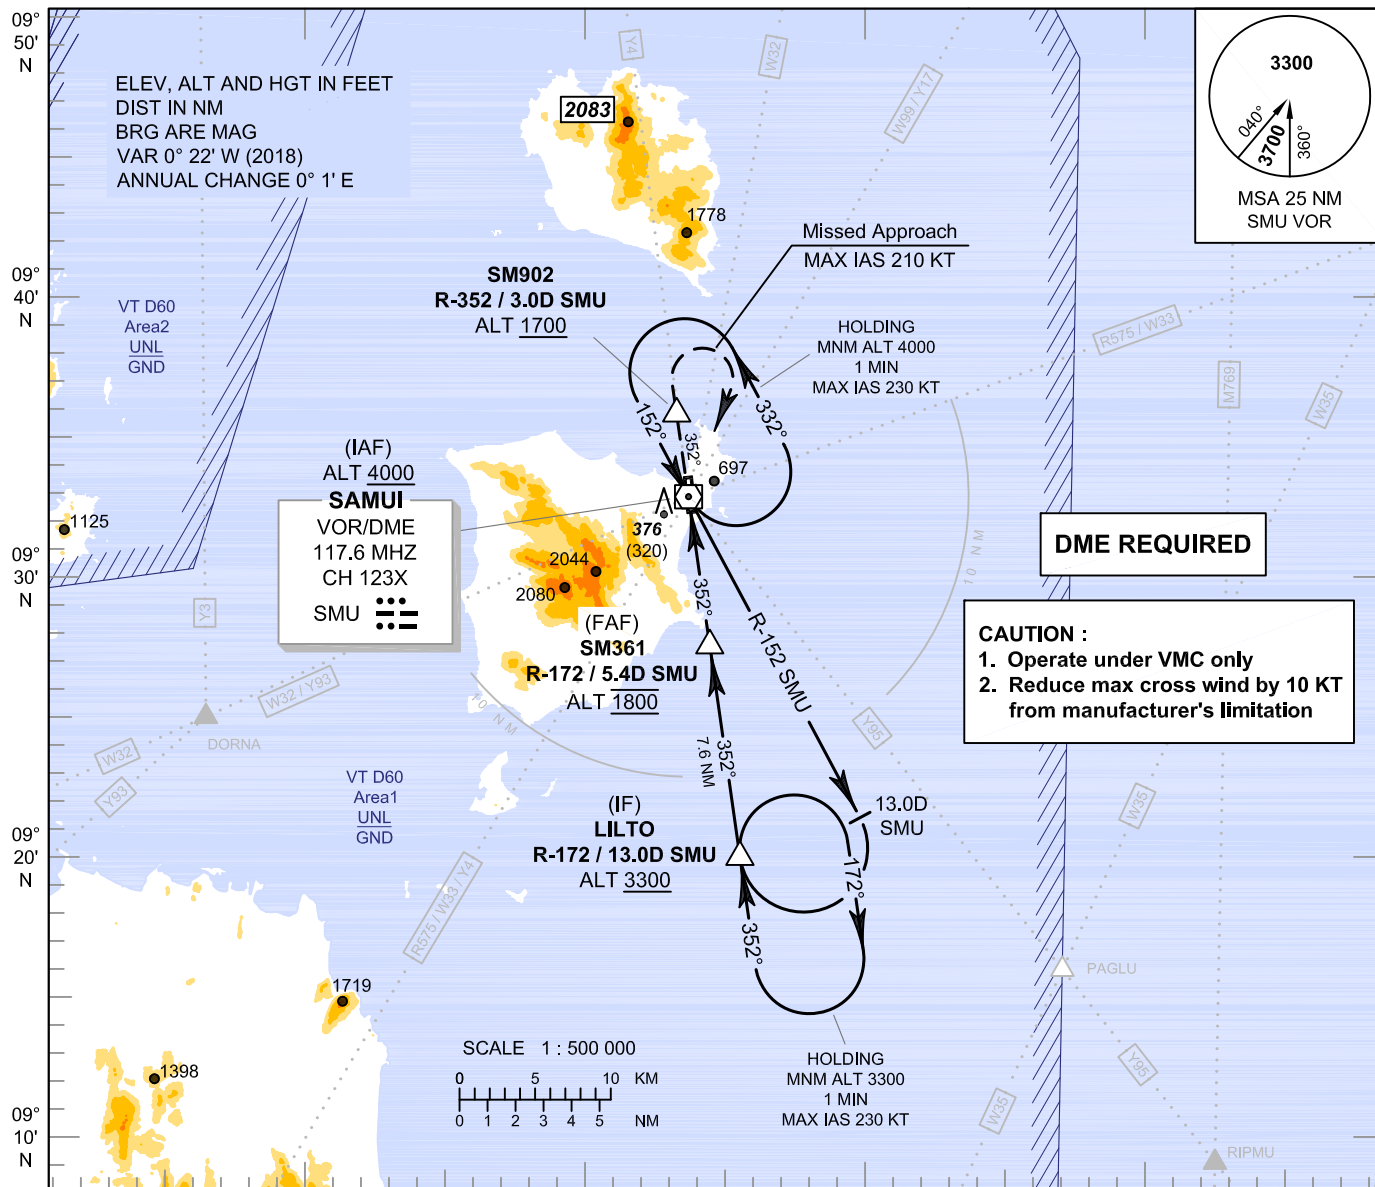 09°
50'
N
ELEV, ALT AND HGT IN FEET
DIST IN NM
BRG ARE MAG
VAR 0° 22' W (2018)
ANNUAL CHANGE 0° 1' E
Y4
W32
W99 / Y17
3300
040°
3700
360°
MSA 25 NM
SMU VOR
2083
1778
Missed Approach
MAX IAS 210 KT
09°
40'
N
SM902
R-352 / 3.0D SMU
ALT 1700
VT D60
Area2
UNL
GND
HOLDING
MNM ALT 4000
1 MIN
MAX IAS 230 KT
R575 / W33
M769
W35
152°
352°
332°
697
(IAF)
ALT 4000
SAMUI
VOR/DME
117.6 MHZ
CH 123X
SMU
1125
376
(320)
2044
2080
10 NM
DME REQUIRED
09°
30'
N
Y3
352°
R-152 SMU
(FAF)
SM361
R-172 / 5.4D SMU
ALT 1800
CAUTION :
1. Operate under VMC only
2. Reduce max cross wind by 10 KT
from manufacturer's limitation
W32 / Y93
10 NM
DORNA
W32
Y93
Y95
352°
7.6 NM
VT D60
Area1
UNL
GND
W35
09°
20'
N
(IF)
LILTO
R-172 / 13.0D SMU
ALT 3300
13.0D
SMU
172°
352°
R575 / W33 / Y4
PAGLU
1719
1398
SCALE 1 : 500 000
0 5 10 KM
0 1 2 3 4 5 NM
HOLDING
MNM ALT 3300
1 MIN
MAX IAS 230 KT
Y95
W35
09°
10'
N
RIPMU